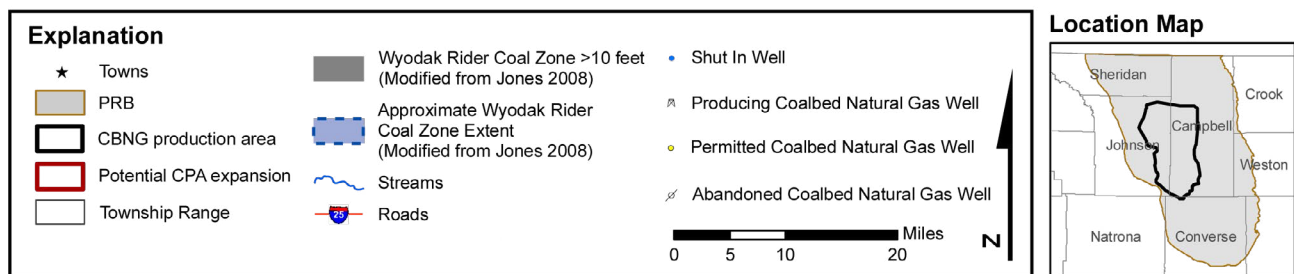 Explanation
Towns
PRB
CBNG production area
Potential CPA expansion
Township Range
Wyodak Rider Coal Zone >10 feet
(Modified from Jones 2008)
Approximate Wyodak Rider
Coal Zone Extent
(Modified from Jones 2008)
Streams
25
Roads
Shut In Well
Producing Coalbed Natural Gas Well
Permitted Coalbed Natural Gas Well
Abandoned Coalbed Natural Gas Well
Miles
0 5 10 20
N
Location Map
Sheridan
Crook
Campbell
Johnson
Weston
Natrona
Converse